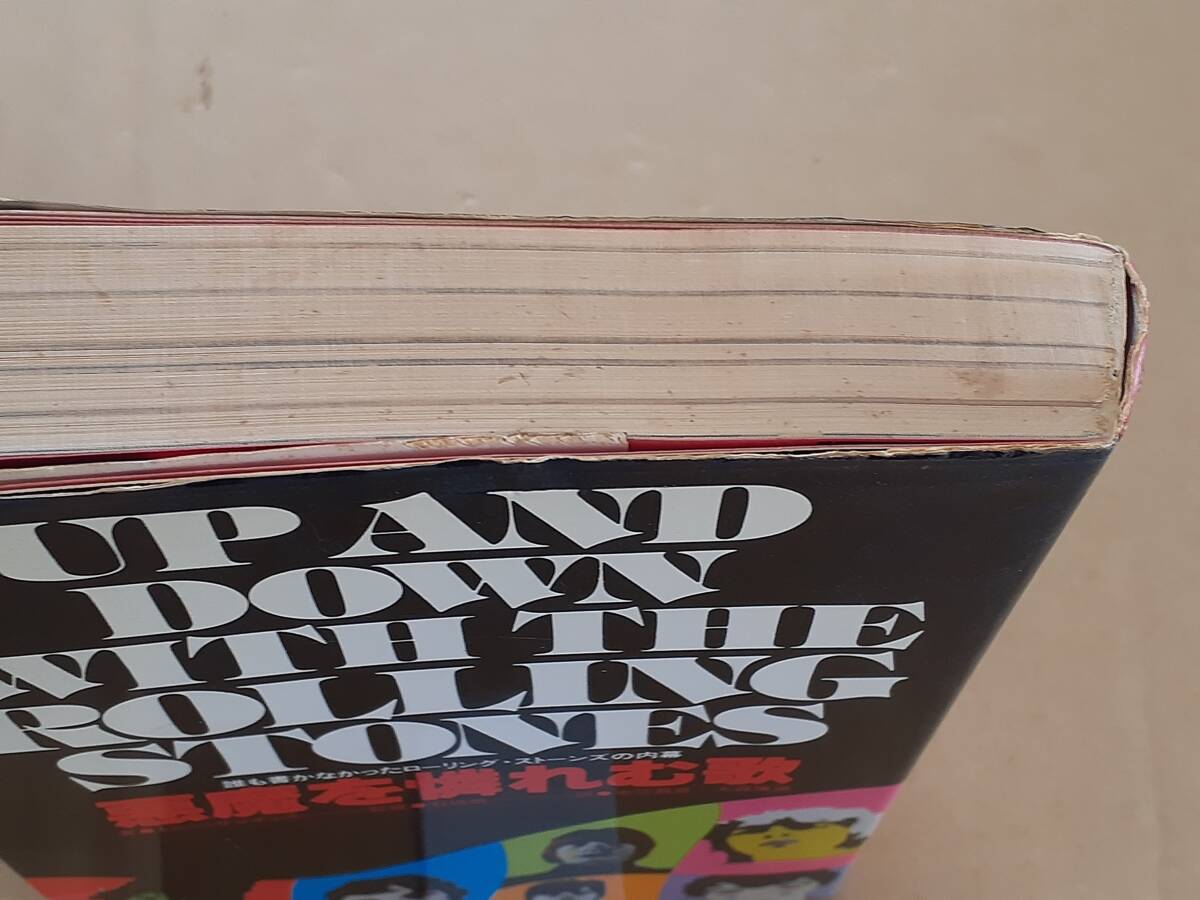 UP AND
DOWN
WITH THE
ROLLING
STONES
誰も書かなかったローリング・ストーンズの内幕
悪魔を憐れむ歌